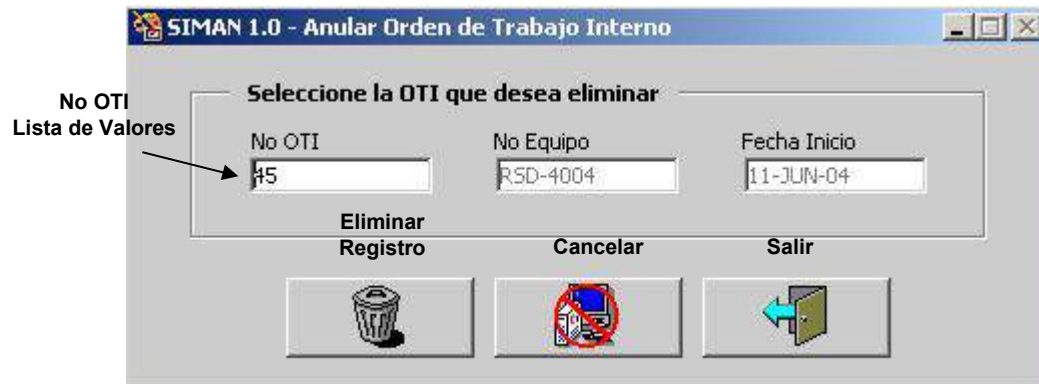 SIMAN 1.0 - Anular Orden de Trabajo Interno
Seleccione la OTI que desea eliminar
No OTI
Lista de Valores
No OTI
No Equipo
Fecha Inicio
45
RSD-4004
11-JUN-04
Eliminar
Registro
Cancelar
Salir